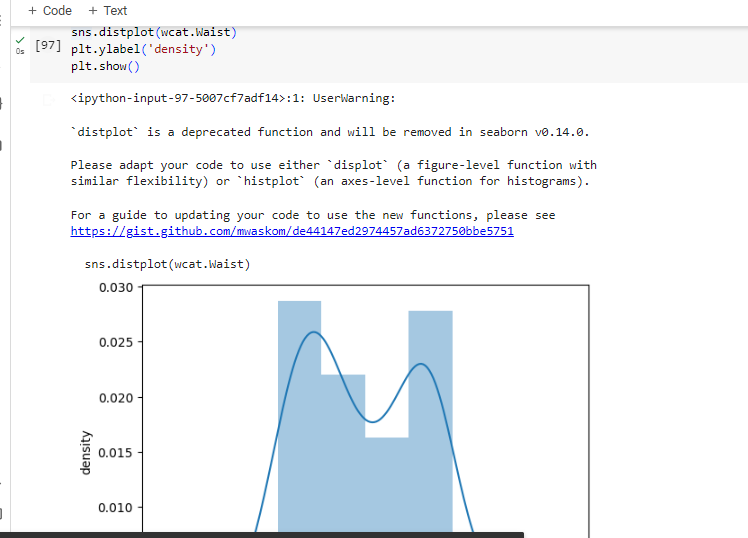 + Code + Text
sns.distplot(wcat.Waist)
[97] plt.ylabel('density')
0s
plt.show()
<ipython-input-97-5007cf7adf14>:1: UserWarning:
`distplot` is a deprecated function and will be removed in seaborn v0.14.0.
Please adapt your code to use either `displot` (a figure-level function with
similar flexibility) or `histplot` (an axes-level function for histograms).
For a guide to updating your code to use the new functions, please see
https://gist.github.com/mwaskom/de44147ed2974457ad6372750bbe5751
sns.distplot(wcat.Waist)
0.030
0.025
0.020
0.015
0.010
density